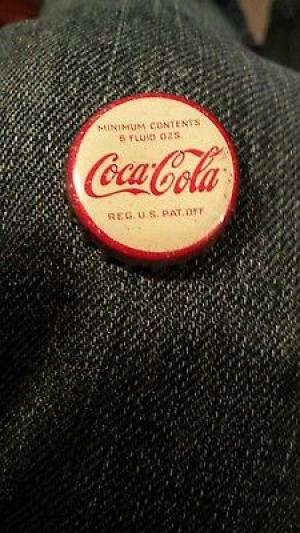 MINIMUM CONTENTS
6 FLUID OZS.
Coca-Cola
REG. U.S. PAT. OFF